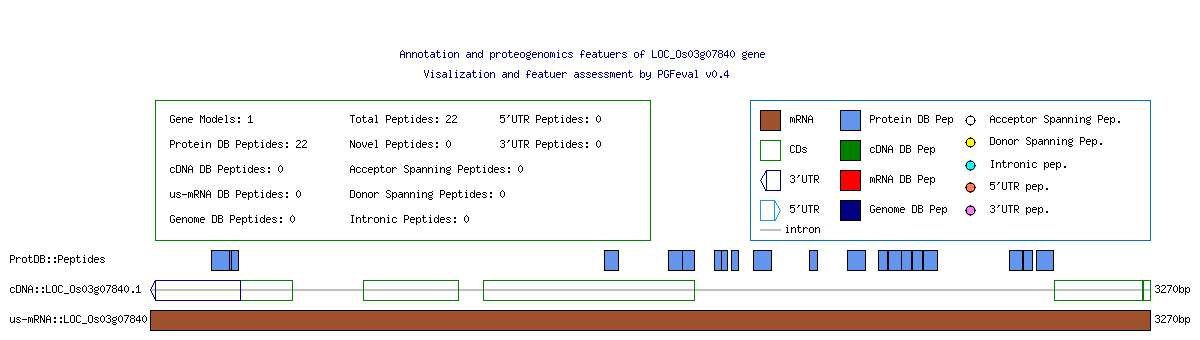 Annotation and proteogenomics featuers of LOC_Os03g07840 gene
Visalization and featuer assessment by PGFeval v0.4
Gene Models: 1
Total Peptides: 22
5'UTR Peptides: 0
Protein DB Peptides: 22
Novel Peptides: 0
3'UTR Peptides: 0
cDNA DB Peptides: 0
Acceptor Spanning Peptides: 0
us-mRNA DB Peptides: 0
Donor Spanning Peptides: 0
Genome DB Peptides: 0
Intronic Peptides: 0
mRNA
Protein DB Pep
Acceptor Spanning Pep.
CDs
cDNA DB Pep
Donor Spanning Pep.
3'UTR
mRNA DB Pep
Intronic pep.
5'UTR
Genome DB Pep
5'UTR pep.
3'UTR pep.
intron
ProtDB::Peptides
cDNA::LOC_Os03g07840.1
3270bp
us-mRNA::LOC_Os03g07840
3270bp